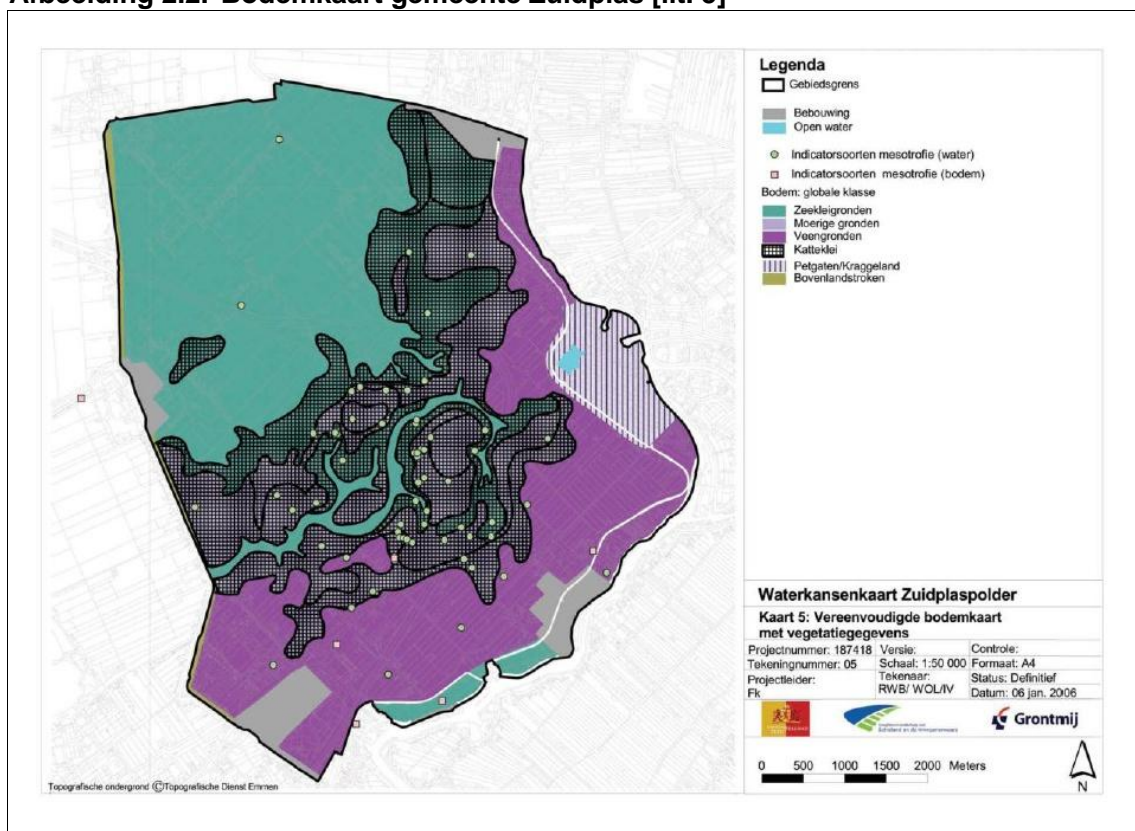 Afbeelding 2.2. Bodemkaart gemeente Zuidplas [lit. 3]
Legenda
Gebiedsgrens
Bebouwing
Open water
Indicatorsoorten mesotrofie (water)
Indicatorsoorten mesotrofie (bodem)
Bodem: globale klasse
Zeekleigronden
Moerige gronden
Veengronden
Katteklei
Petgaten/Kraggeland
Bovenlandstroken
Waterkansenkaart Zuidplaspolder
Kaart 5: Vereenvoudigde bodemkaart
met vegetatiegegevens
Projectnummer: 187418 Versie: Controle:
Tekeningnummer: 05 Schaal: 1:50 000 Formaat: A4
Projectleider: Tekenaar: Status: Definitief
Fk RWB/ WOL/IV Datum: 06 jan. 2006
Grontmij
0 500 1000 1500 2000 Meters
N
Topografische ondergrond ©Topografische Dienst Emmen